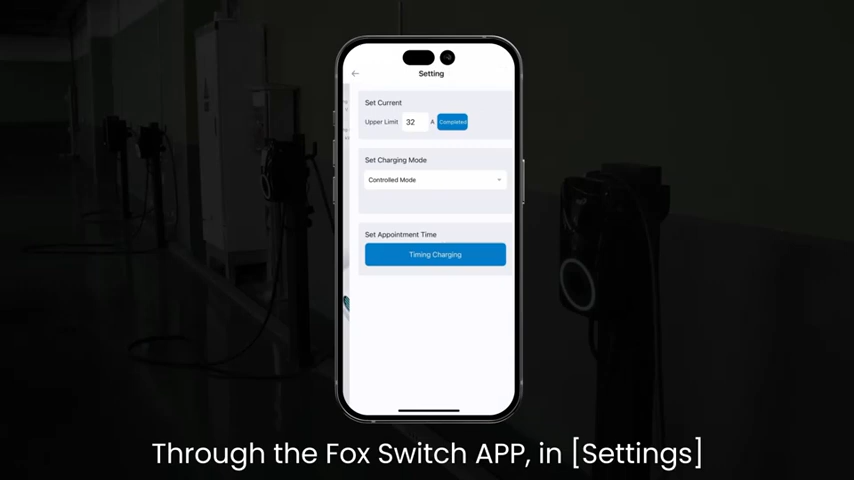 Setting
Set Current
Upper Limit 32 A Completed
Set Charging Mode
Controlled Mode
Set Appointment Time
Timing Charging
Through the Fox Switch APP, in [Settings]